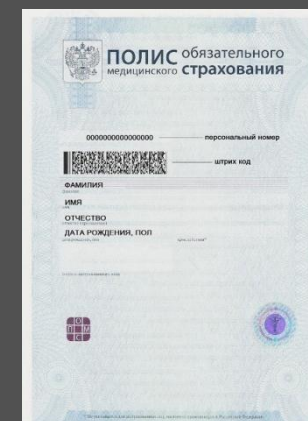 ПОЛИС обязательного
медицинского страхования
0000000000000000 персональный номер
штрих код
ФАМИЛИЯ
ИМЯ
ОТЧЕСТВО
ДАТА РОЖДЕНИЯ, ПОЛ